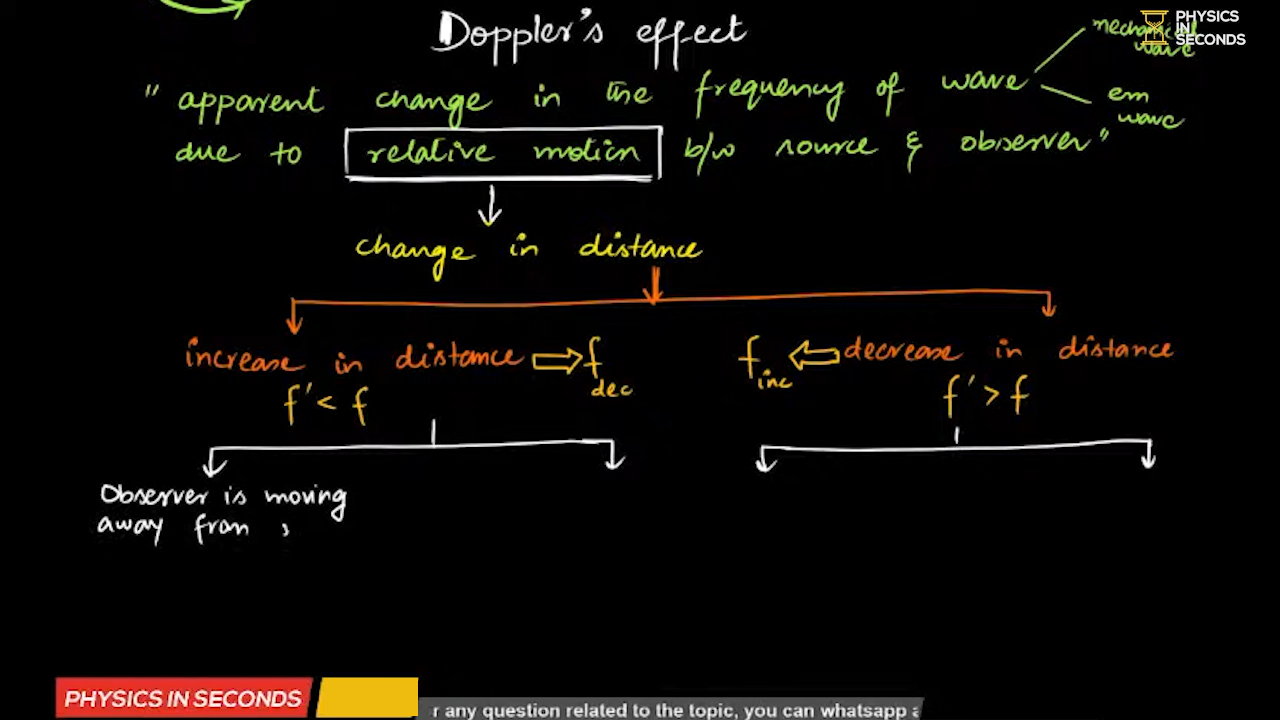 PHYSICS
IN
SECONDS
Doppler's effect
mechanical
wave
" apparent change in the frequency of wave
em
wave
due to relative motion b/w source & observer"
change in distance
increase in distance ⇒ f dec
f inc ⇐ decrease in distance
f' < f
f' > f
Observer is moving
away from
PHYSICS IN SECONDS
r any question related to the topic, you can whatsapp a